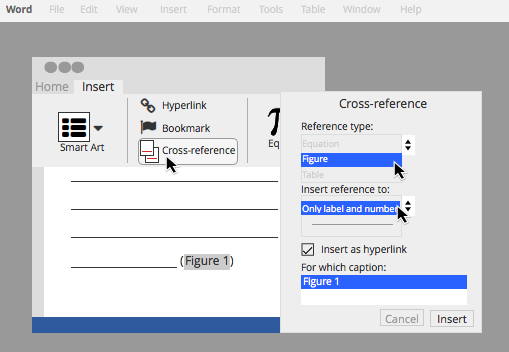 Word File Edit View Insert Format Tools Table Window Help
Home Insert
Hyperlink
Bookmark
Cross-reference
Smart Art
Eq
(Figure 1)
Cross-reference
Reference type:
Equation
Figure
Table
Insert reference to:
Only label and number
Insert as hyperlink
For which caption:
Figure 1
Cancel Insert